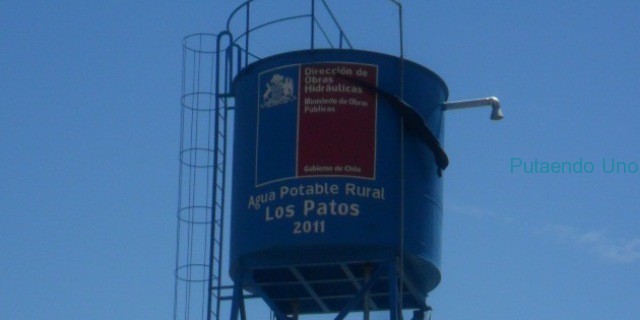 Dirección de
Obras
Hidráulicas
Ministerio de Obras
Públicas
Gobierno de Chile
Agua Potable Rural
Los Patos
2011
Putaendo Uno